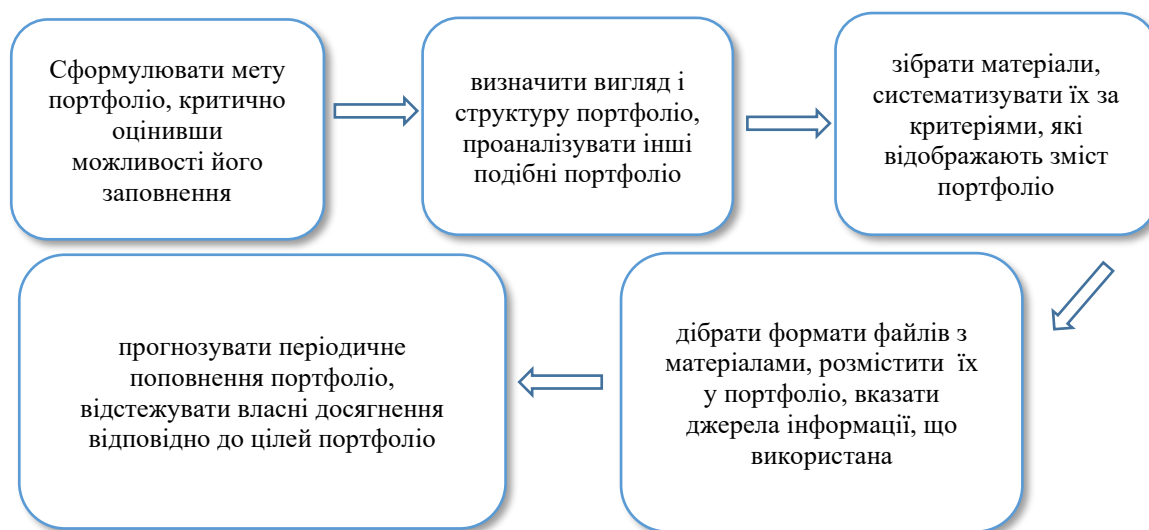 Сформулювати мету
портфоліо, критично
оцінивши
можливості його
заповнення
визначити вигляд і
структуру портфоліо,
проаналізувати інші
подібні портфоліо
зібрати матеріали,
систематизувати їх за
критеріями, які
відображають зміст
портфоліо
дібрати формати файлів з
матеріалами, розмістити їх
у портфоліо, вказати
джерела інформації, що
використана
прогнозувати періодичне
поповнення портфоліо,
відстежувати власні досягнення
відповідно до цілей портфоліо